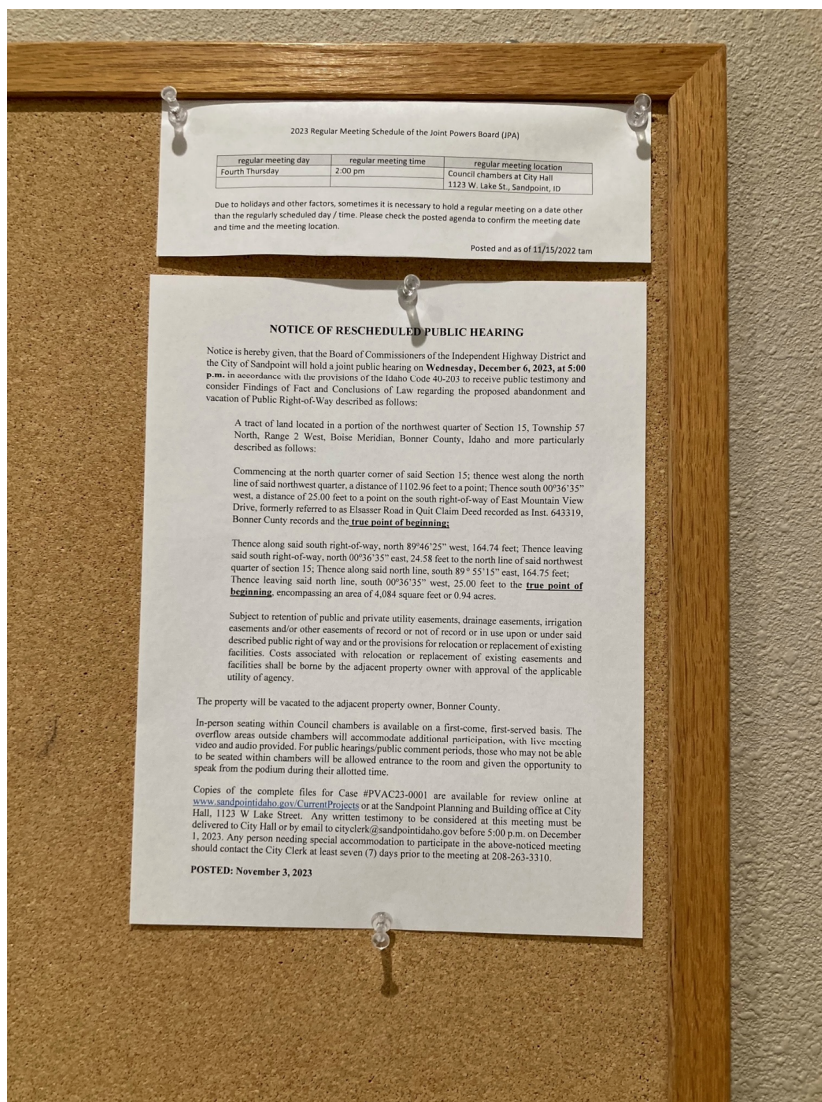 2023 Regular Meeting Schedule of the Joint Powers Board (JPA)
regular meeting day regular meeting time regular meeting location
Fourth Thursday 2:00 pm Council chambers at City Hall
1123 W. Lake St., Sandpoint, ID
Due to holidays and other factors, sometimes it is necessary to hold a regular meeting on a date other
than the regularly scheduled day / time. Please check the posted agenda to confirm the meeting date
and time and the meeting location.
Posted and as of 11/15/2022 tam
NOTICE OF RESCHEDULED PUBLIC HEARING
Notice is hereby given, that the Board of Commissioners of the Independent Highway District and
the City of Sandpoint will hold a joint public hearing on Wednesday, December 6, 2023, at 5:00
p.m. in accordance with the provisions of the Idaho Code 40-203 to receive public testimony and
consider Findings of Fact and Conclusions of Law regarding the proposed abandonment and
vacation of Public Right-of-Way described as follows:
A tract of land located in a portion of the northwest quarter of Section 15, Township 57
North, Range 2 West, Boise Meridian, Bonner County, Idaho and more particularly
described as follows:
Commencing at the north quarter corner of said Section 15; thence west along the north
line of said northwest quarter, a distance of 1102.96 feet to a point; Thence south 00°36'35"
west, a distance of 25.00 feet to a point on the south right-of-way of East Mountain View
Drive, formerly referred to as Elsasser Road in Quit Claim Deed recorded as Inst. 643319,
Bonner Cunty records and the true point of beginning;
Thence along said south right-of-way, north 89°46'25" west, 164.74 feet; Thence leaving
said south right-of-way, north 00°36'35" east, 24.58 feet to the north line of said northwest
quarter of section 15; Thence along said north line, south 89° 55'15" east, 164.75 feet;
Thence leaving said north line, south 00°36'35" west, 25.00 feet to the true point of
beginning, encompassing an area of 4,084 square feet or 0.94 acres.
Subject to retention of public and private utility easements, drainage easements, irrigation
easements and/or other easements of record or not of record or in use upon or under said
described public right of way and or the provisions for relocation or replacement of existing
facilities. Costs associated with relocation or replacement of existing easements and
facilities shall be borne by the adjacent property owner with approval of the applicable
utility of agency.
The property will be vacated to the adjacent property owner, Bonner County.
In-person seating within Council chambers is available on a first-come, first-served basis. The
overflow areas outside chambers will accommodate additional participation, with live meeting
video and audio provided. For public hearings/public comment periods, those who may not be able
to be seated within chambers will be allowed entrance to the room and given the opportunity to
speak from the podium during their allotted time.
Copies of the complete files for Case #PVAC23-0001 are available for review online at
www.sandpointidaho.gov/CurrentProjects or at the Sandpoint Planning and Building office at City
Hall, 1123 W Lake Street. Any written testimony to be considered at this meeting must be
delivered to City Hall or by email to cityclerk@sandpointidaho.gov before 5:00 p.m. on December
1, 2023. Any person needing special accommodation to participate in the above-noticed meeting
should contact the City Clerk at least seven (7) days prior to the meeting at 208-263-3310.
POSTED: November 3, 2023